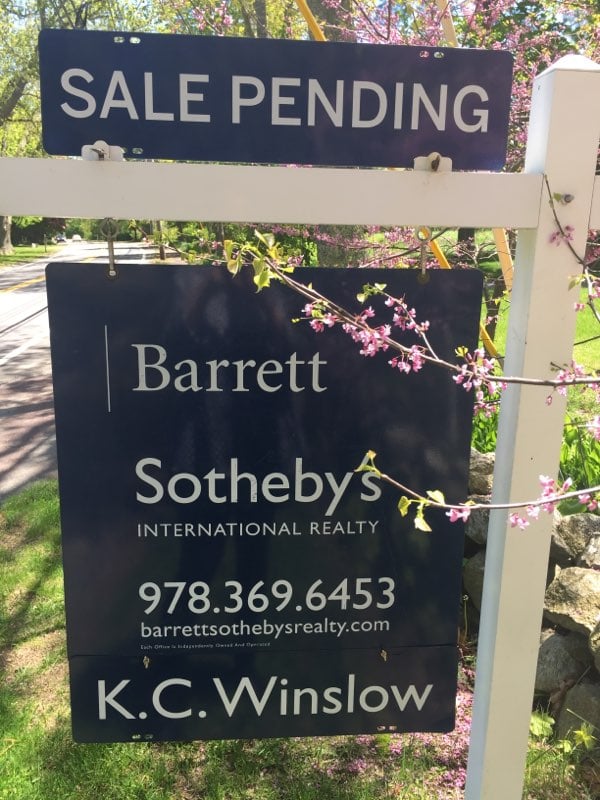 SALE PENDING
Barrett
Sotheby's
INTERNATIONAL REALTY
978.369.6453
barrettsothebysrealty.com
Each Office Is Independently Owned And Operated
K.C. Winslow